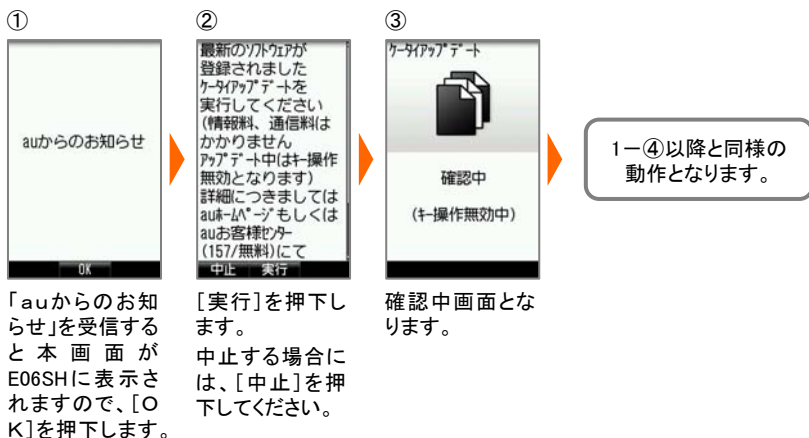 ①
auからのお知らせ
OK
「auからのお知
らせ」を受信する
と本画面が
E06SHに表示さ
れますので、[O
K]を押下します。
②
最新のｿﾌﾄｳｪｱが
登録されました
ｹｰﾀｲｱｯﾌﾟﾃﾞｰﾄを
実行してください
(情報料、通信料は
かかりません
ｱｯﾌﾟﾃﾞｰﾄ中はｷｰ操作
無効となります)
詳細につきましては
auﾎｰﾑﾍﾟｰｼﾞもしくは
auお客様ｾﾝﾀｰ
(157/無料)にて
中止 実行
[実行]を押下し
ます。
中止する場合に
は、[中止]を押
下してください。
③
ｹｰﾀｲｱｯﾌﾟﾃﾞｰﾄ
確認中
(ｷｰ操作無効中)
確認中画面とな
ります。
1－④以降と同様の
動作となります。